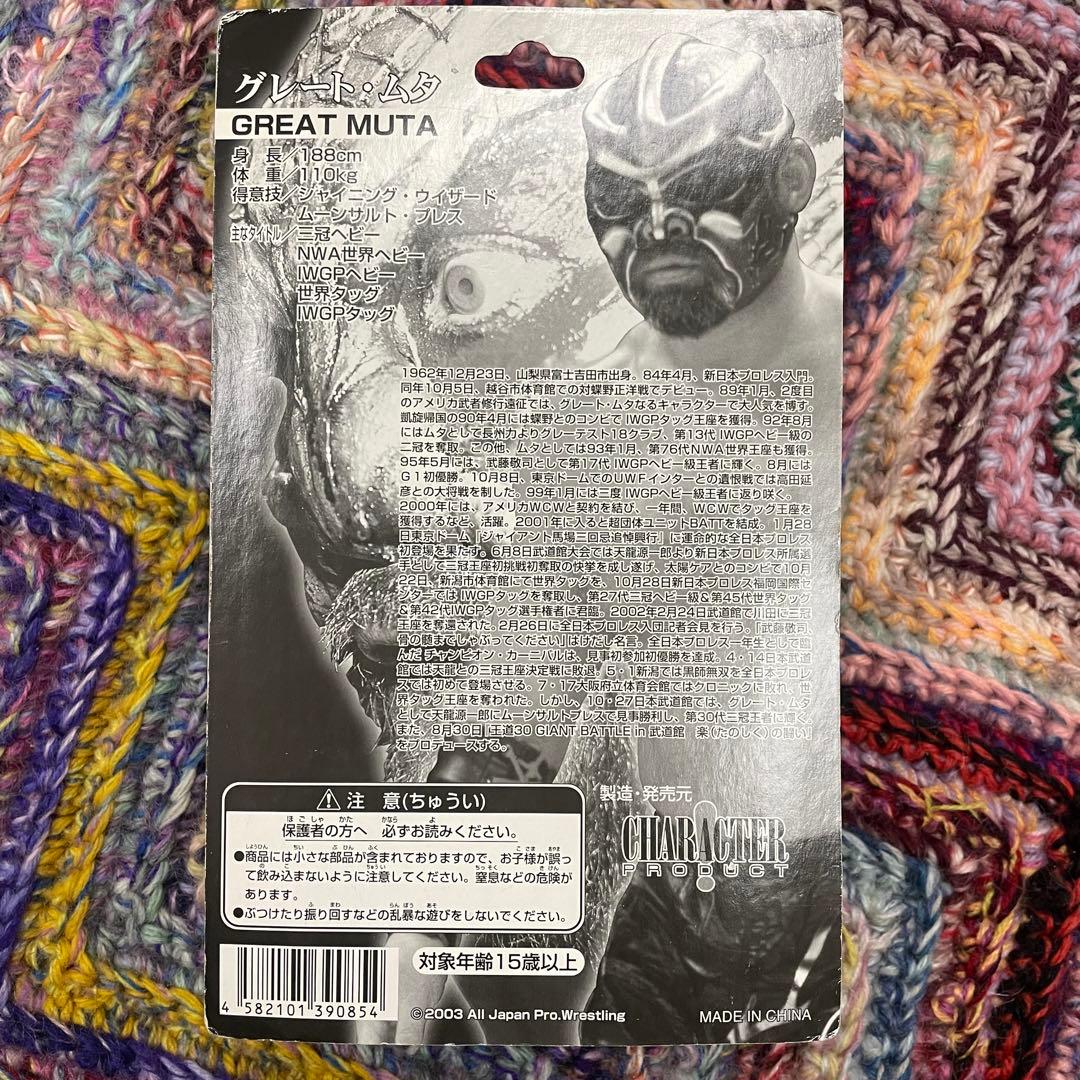 グレート・ムタ
GREAT MUTA
身　長／188cm
体　重／110kg
得意技／シャイニング・ウィザード
ムーンサルト・プレス
主なタイトル／三冠ヘビー
NWA世界ヘビー
IWGPヘビー
世界タッグ
IWGPタッグ
1962年12月23日、山梨県富士吉田市出身。84年4月、新日本プロレス入門。
同年10月5日、越谷市体育館での対蝶野正洋戦でデビュー。89年1月、2度目
のアメリカ武者修行遠征では、グレート・ムタなるキャラクターで大人気を博す。
凱旋帰国の90年4月には蝶野とのコンビで IWGPタッグ王座を獲得。92年8月
にはムタとして長州力よりグレーテスト18クラブ、第13代 IWGPヘビー級の
二冠を奪取。この他、ムタとしては93年1月、第76代NWA世界王座も獲得。
95年5月には、武藤敬司として第17代 IWGPヘビー級王者に輝く。8月には
G1初優勝。10月8日、東京ドームでのUWFインターとの遺恨戦では高田延
彦との大将戦を制した。99年1月には三度 IWGPヘビー級王者に返り咲く。
2000年には、アメリカWCWと契約を結び、一年間、WCWでタッグ王座を
獲得するなど、活躍。2001年に入ると超団体ユニットBATTを結成。1月28
日東京ドーム『ジャイアント馬場三回忌追悼興行』に運命的な全日本プロレス
初登場を果たす。6月8日武道館大会では天龍源一郎より新日本プロレス所属選
手として三冠王座初挑戦初奪取の快挙を成し遂げ、太陽ケアとのコンビで10月
22日、新潟市体育館にて世界タッグを、10月28日新日本プロレス福岡国際セ
ンターでは IWGPタッグを奪取し、第27代三冠ヘビー級&第45代世界タッグ
&第42代IWGPタッグ選手権者に君臨。2002年2月24日武道館で川田に三冠
王座を奪還された。2月26日に全日本プロレス入団記者会見を行う。「武藤敬司、
骨の髄までしゃぶってください」はけだし名言。全日本プロレス一年生として臨
んだ チャンピオン・カーニバルは、見事初参加初優勝を達成。4・14日本武道
館では天龍との三冠王座決定戦に敗退。5・1新潟では黒師無双を全日本プロレ
スでは初めて登場させる。7・17大阪府立体育会館ではクロニックに敗れ、世
界タッグ王座を奪われた。しかし、10・27日本武道館では、グレート・ムタ
として天龍源一郎にムーンサルトプレスで見事勝利し、第30代三冠王者に輝く。
また、8月30日『王道30 GIANT BATTLE in 武道館　楽(たのしく)の闘い』
をプロデュースする。
⚠ 注　意(ちゅうい)
保護者の方へ　必ずお読みください。
●商品には小さな部品が含まれておりますので、お子様が誤っ
て飲み込まないように注意してください。窒息などの危険が
あります。
●ぶつけたり振り回すなどの乱暴な遊びをしないでください。
製造・発売元
CHARACTER
PRODUCT
対象年齢15歳以上
4 582101 390854
©2003 All Japan Pro.Wrestling
MADE IN CHINA